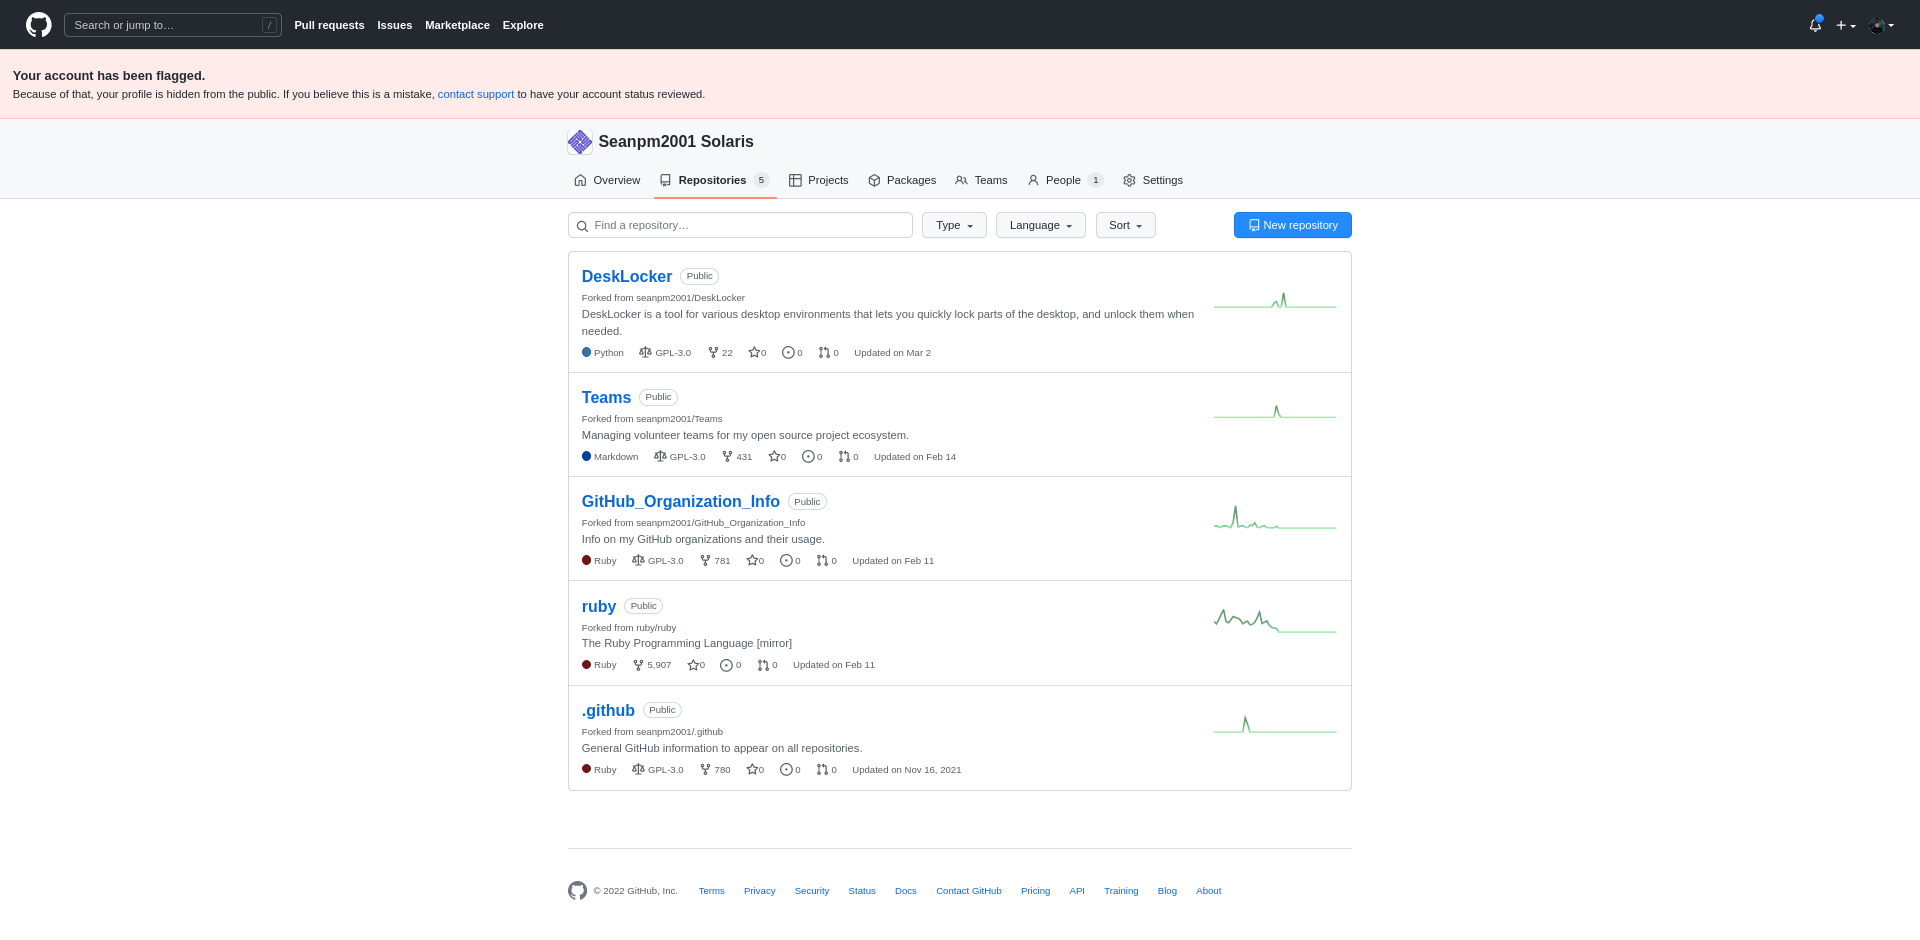 Search or jump to…
/
Pull requests
Issues
Marketplace
Explore
Your account has been flagged.
Because of that, your profile is hidden from the public. If you believe this is a mistake, contact support to have your account status reviewed.
Seanpm2001 Solaris
Overview
Repositories 5
Projects
Packages
Teams
People 1
Settings
Find a repository…
Type
Language
Sort
New repository
DeskLocker Public
Forked from seanpm2001/DeskLocker
DeskLocker is a tool for various desktop environments that lets you quickly lock parts of the desktop, and unlock them when
needed.
Python GPL-3.0 22 0 0 0 Updated on Mar 2
Teams Public
Forked from seanpm2001/Teams
Managing volunteer teams for my open source project ecosystem.
Markdown GPL-3.0 431 0 0 0 Updated on Feb 14
GitHub_Organization_Info Public
Forked from seanpm2001/GitHub_Organization_Info
Info on my GitHub organizations and their usage.
Ruby GPL-3.0 781 0 0 0 Updated on Feb 11
ruby Public
Forked from ruby/ruby
The Ruby Programming Language [mirror]
Ruby 5,907 0 0 0 Updated on Feb 11
.github Public
Forked from seanpm2001/.github
General GitHub information to appear on all repositories.
Ruby GPL-3.0 780 0 0 0 Updated on Nov 16, 2021
© 2022 GitHub, Inc. Terms Privacy Security Status Docs Contact GitHub Pricing API Training Blog About